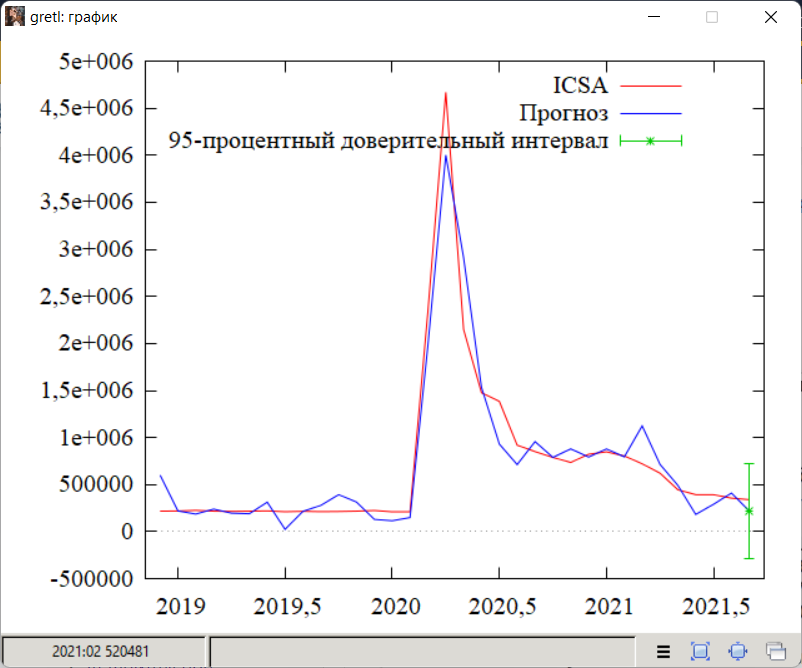 gretl: график
5e+006
4,5e+006
4e+006
3,5e+006
3e+006
2,5e+006
2e+006
1,5e+006
1e+006
500000
0
-500000
ICSA
Прогноз
95-процентный доверительный интервал
2019
2019,5
2020
2020,5
2021
2021,5
2021:02 520481